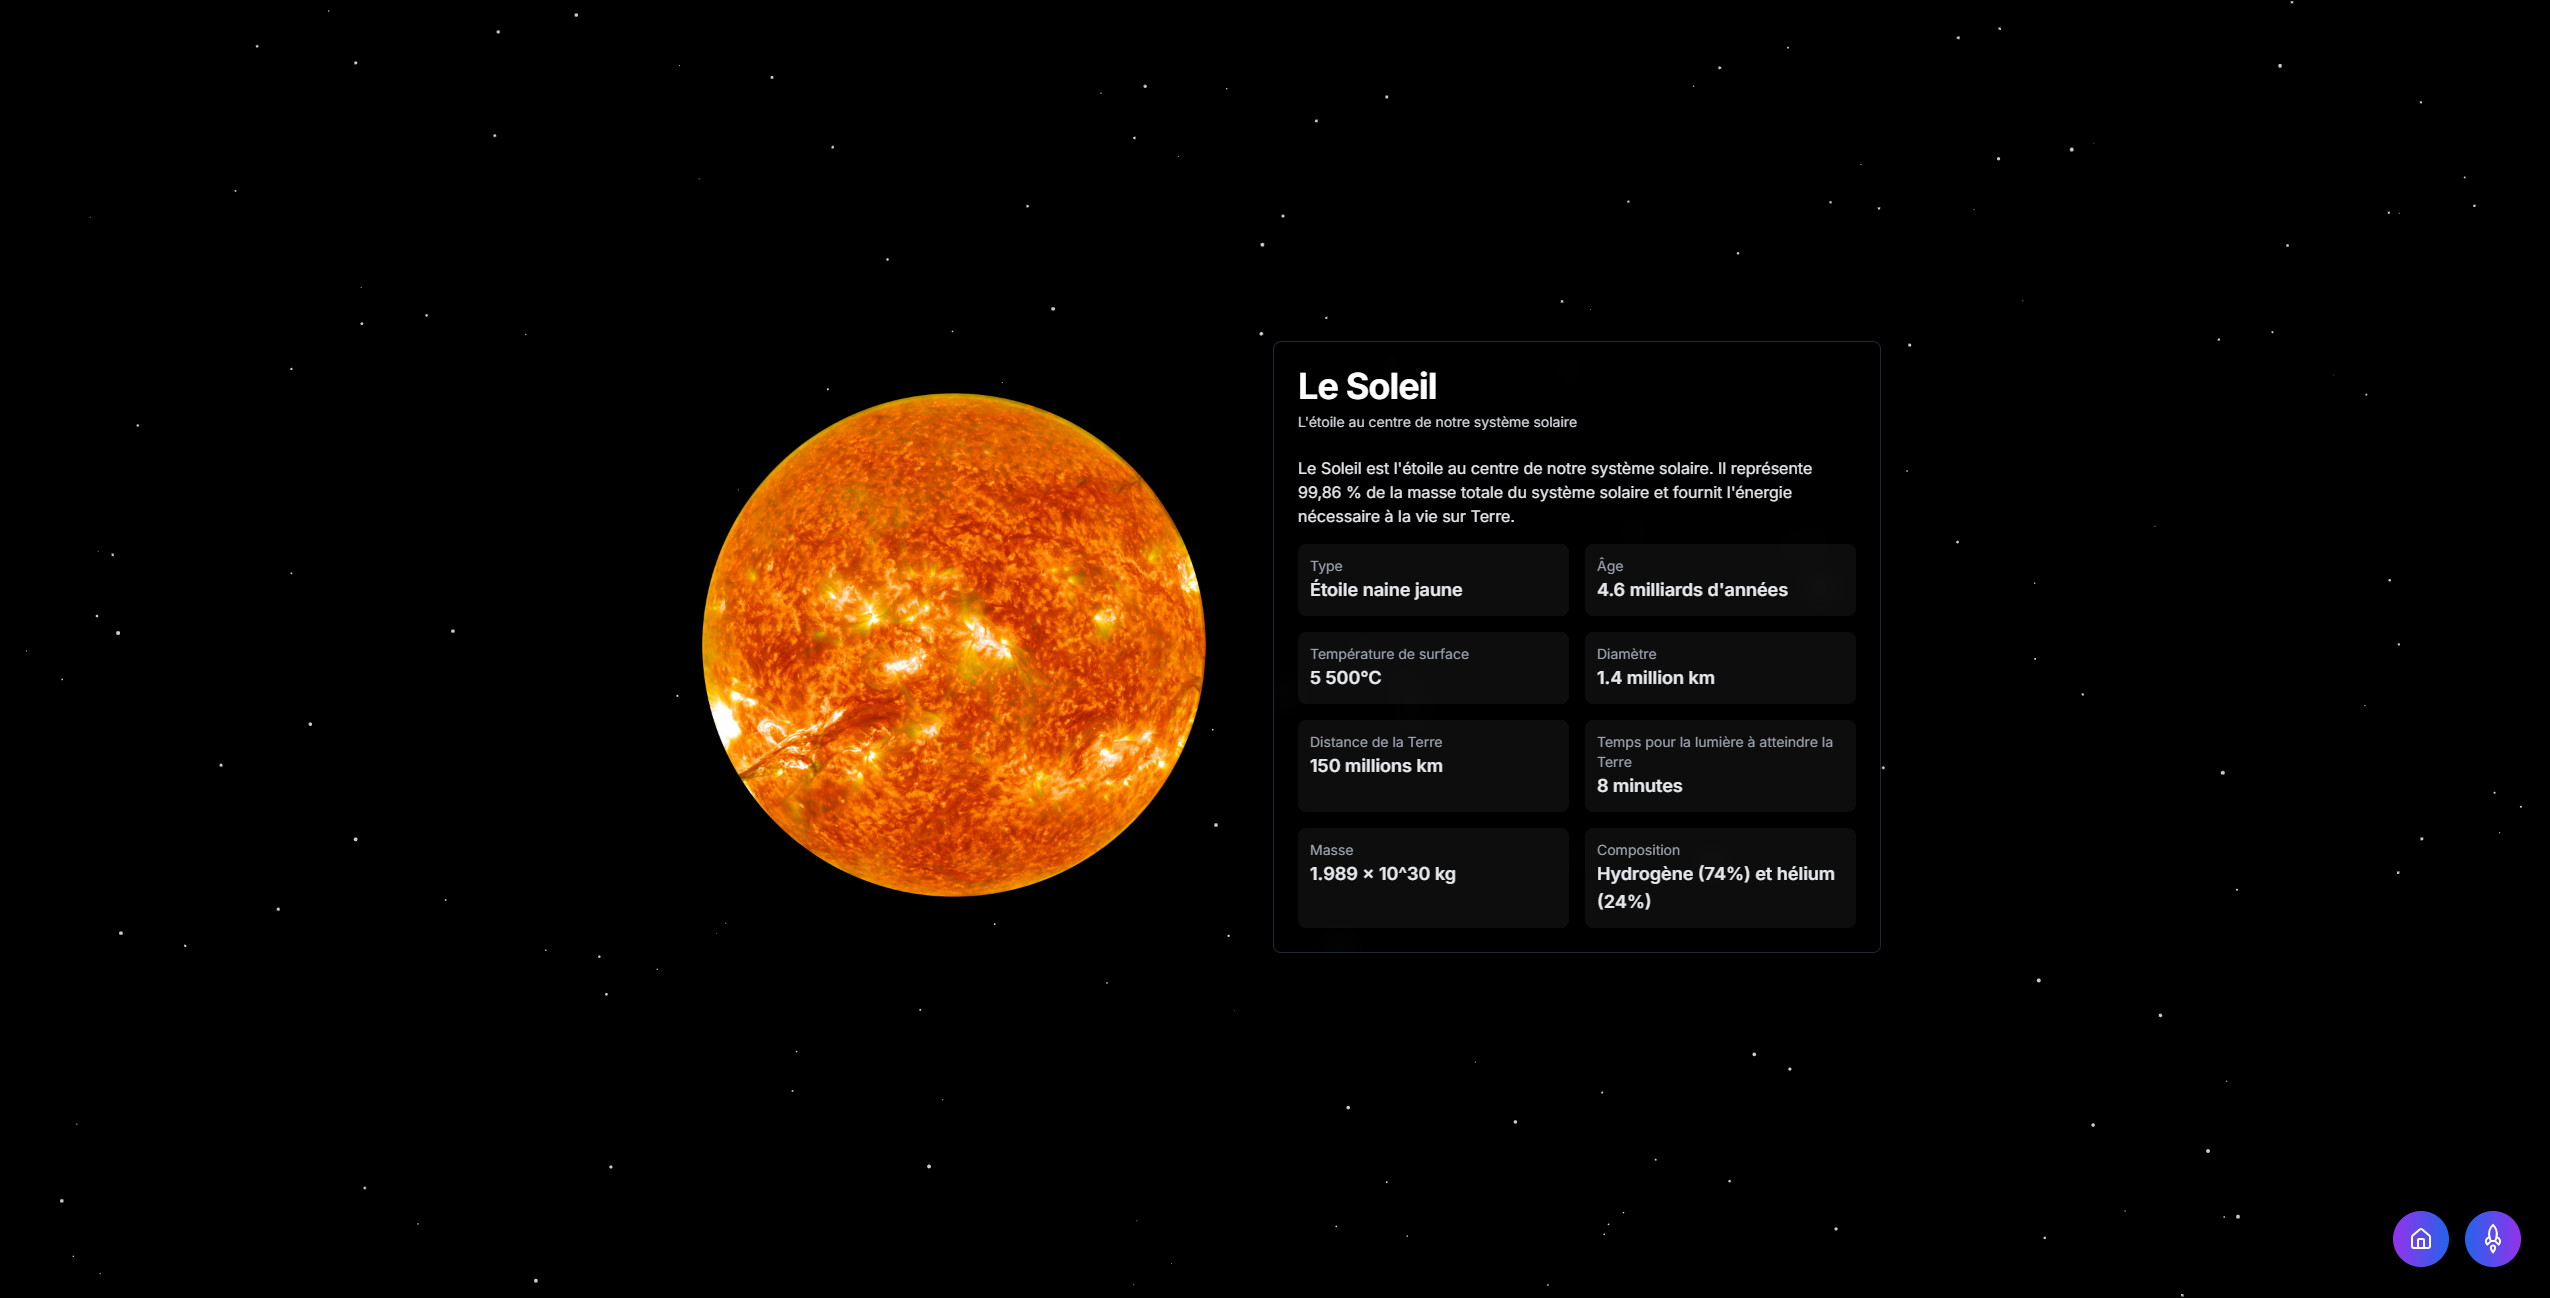 Le Soleil
L'étoile au centre de notre système solaire
Le Soleil est l'étoile au centre de notre système solaire. Il représente
99,86 % de la masse totale du système solaire et fournit l'énergie
nécessaire à la vie sur Terre.
Type
Étoile naine jaune
Âge
4.6 milliards d'années
Température de surface
5 500°C
Diamètre
1.4 million km
Distance de la Terre
150 millions km
Temps pour la lumière à atteindre la
Terre
8 minutes
Masse
1.989 × 10^30 kg
Composition
Hydrogène (74%) et hélium
(24%)